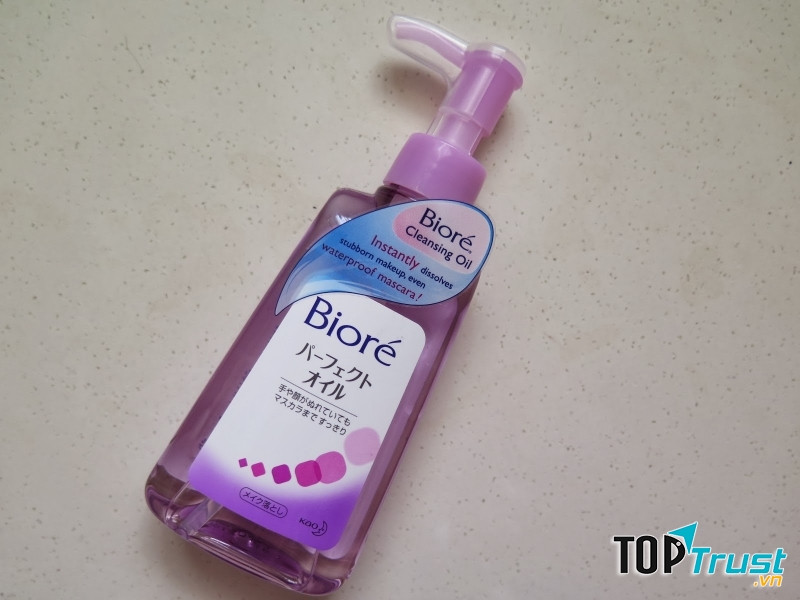 Bioré
Cleansing Oil
Instantly dissolves
stubborn makeup, even
waterproof mascara!
Bioré
パーフェクト
オイル
手や顔がぬれていても
マスカラまで すっきり
メイク落とし
Kao
TOPTrust
.vn